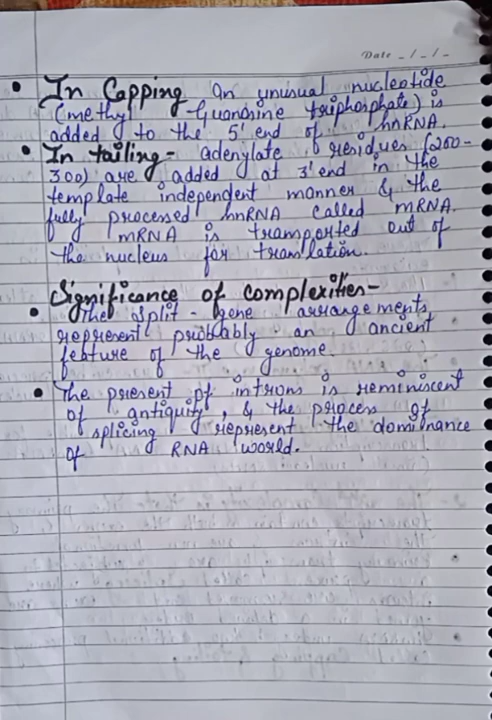 Date _ / _ / _
• In Capping An unusual nucleotide
(methyl Guanosine triphosphate) is
added to the 5' end of hnRNA.
• In tailing - adenylate residues (200-
300) are added at 3' end in the
template independent manner & the
fully processed hnRNA called mRNA.
mRNA is transported out of
the nucleus for translation.
Significance of complexities-
• The split - gene arrangements,
represent probably an ancient
feature of the genome.
• The present of introns is reminiscent
of antiquity, & the process of
splicing represent the dominance
of RNA world.